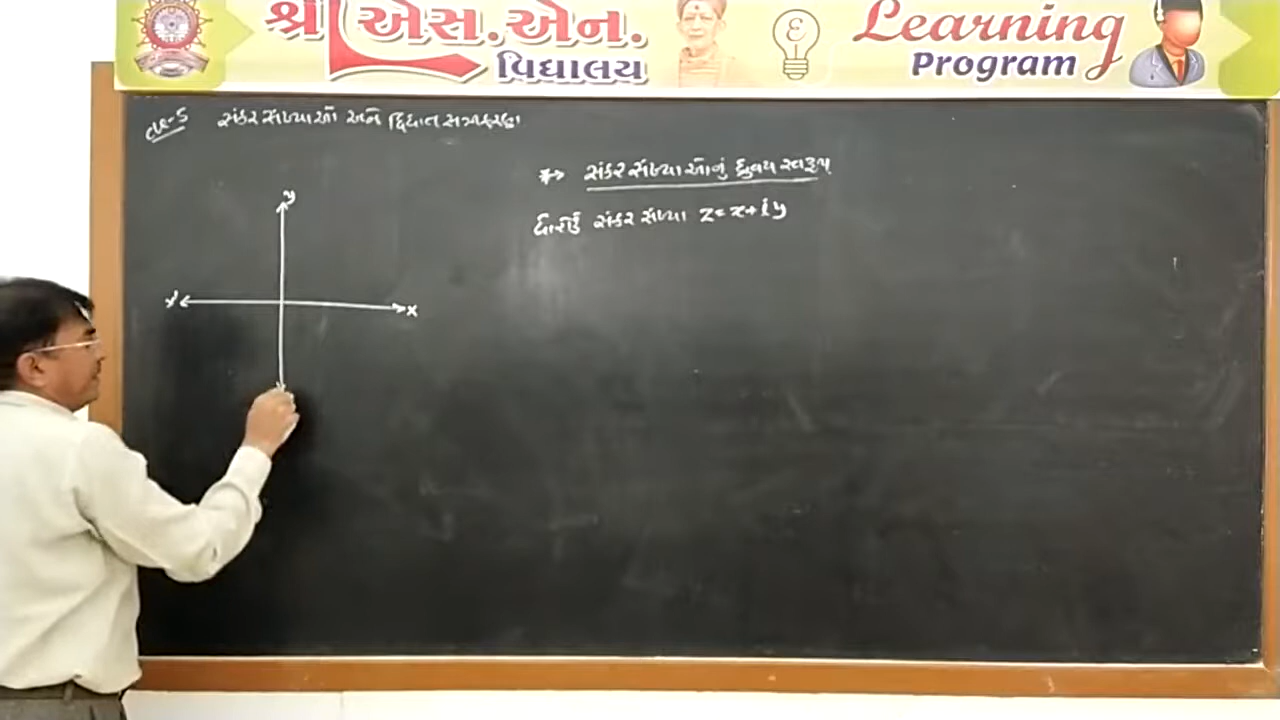 શ્રી એસ.એન.
વિદ્યાલય
Learning
Program
સંકર સંખ્યાઓ અને દ્વિઘાત સમીકરણ
*→ સંકર સંખ્યાઓનું ધ્રુવીય સ્વરૂપ
ધારોકે સંકર સંખ્યા z = x + iy
y
x' x